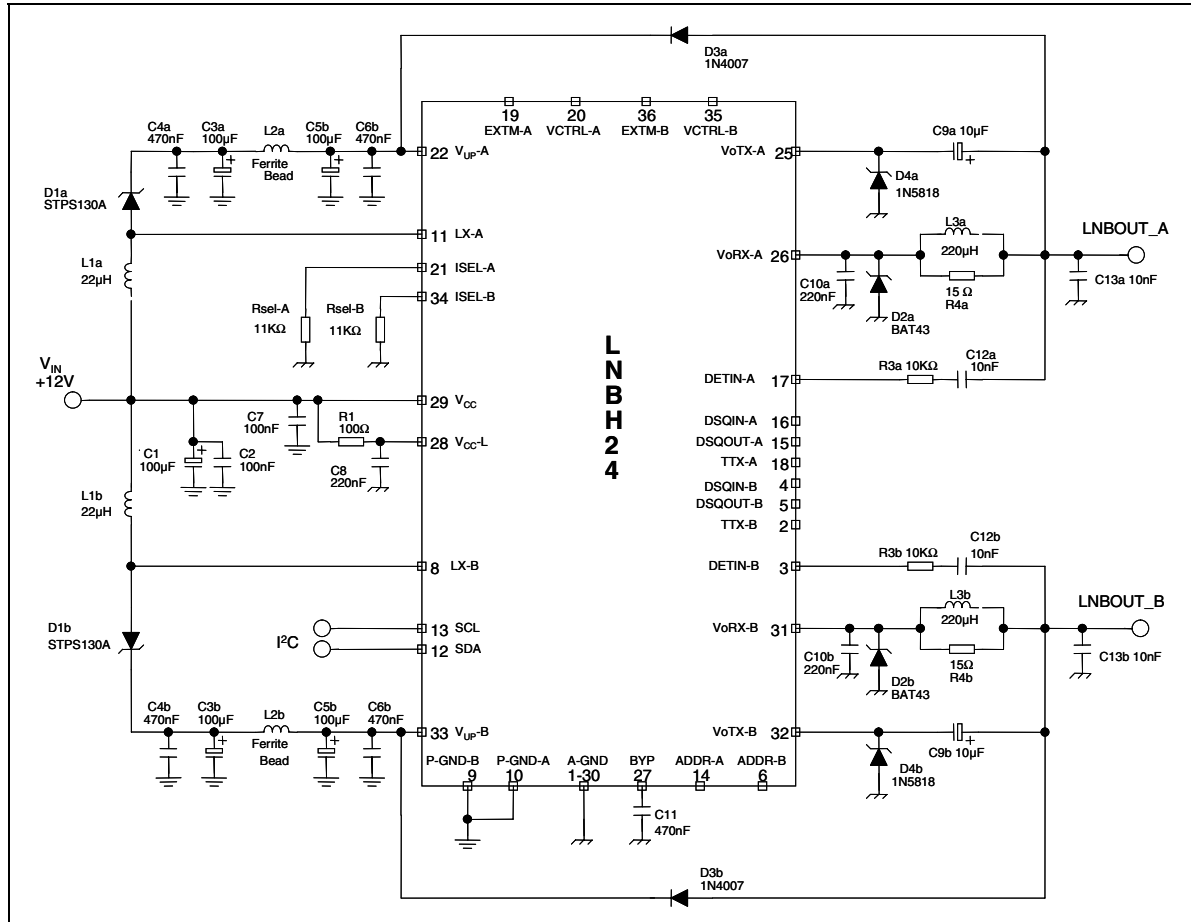 D3a
1N4007
19
EXTM-A
20
VCTRL-A
36
EXTM-B
35
VCTRL-B
C4a
470nF
C3a
100µF
+
L2a
Ferrite
Bead
C5b
100µF
+
C6b
470nF
22 VUP-A
VoTX-A 25
C9a 10µF
+
D4a
1N5818
D1a
STPS130A
11 LX-A
L1a
22µH
21 ISEL-A
34 ISEL-B
Rsel-A
11KΩ
Rsel-B
11KΩ
VoRX-A 26
C10a
220nF
D2a
BAT43
L3a
220µH
15 Ω
R4a
LNBOUT_A
C13a 10nF
LNBH24
VIN
+12V
29 VCC
C7
100nF
R1
100Ω
28 VCC-L
C8
220nF
C1
100µF
+
C2
100nF
DETIN-A 17
R3a 10KΩ
C12a
10nF
DSQIN-A 16
DSQOUT-A 15
TTX-A 18
DSQIN-B 4
DSQOUT-B 5
TTX-B 2
L1b
22µH
8 LX-B
DETIN-B 3
R3b 10KΩ
C12b
10nF
D1b
STPS130A
I²C
13 SCL
12 SDA
VoRX-B 31
C10b
220nF
D2b
BAT43
L3b
220µH
15Ω
R4b
LNBOUT_B
C13b 10nF
C4b
470nF
C3b
100µF
+
L2b
Ferrite
Bead
C5b
100µF
+
C6b
470nF
33 VUP-B
VoTX-B 32
C9b 10µF
+
D4b
1N5818
P-GND-B
9
P-GND-A
10
A-GND
1-30
BYP
27
ADDR-A
14
ADDR-B
6
C11
470nF
D3b
1N4007